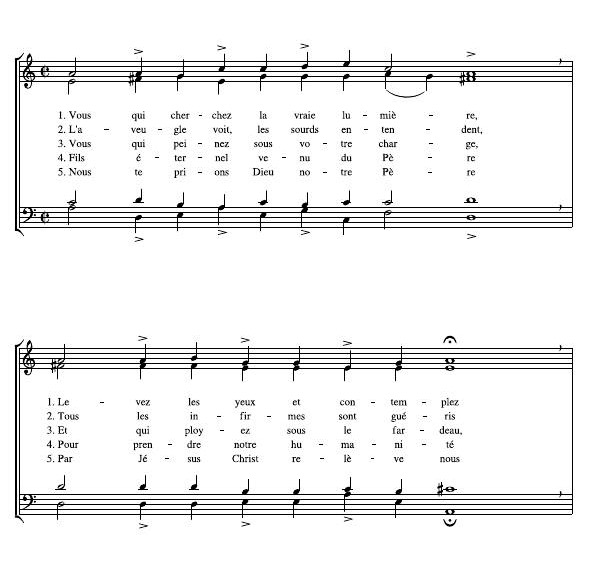 1. Vous qui cher - chez la vraie lu - miè - re,
2. L'a - veu - gle voit, les sourds en - ten - dent,
3. Vous qui pei - nez sous vo - tre char - ge,
4. Fils é - ter - nel ve - nu du Pè - re
5. Nous te pri - ons Dieu no - tre Pè - re
1. Le - vez les yeux et con - tem - plez
2. Tous les in - fir - mes sont gué - ris
3. Et qui ploy - ez sous le far - deau,
4. Pour pren - dre notre hu - ma - ni - té
5. Par Jé - sus Christ re - lè - ve nous